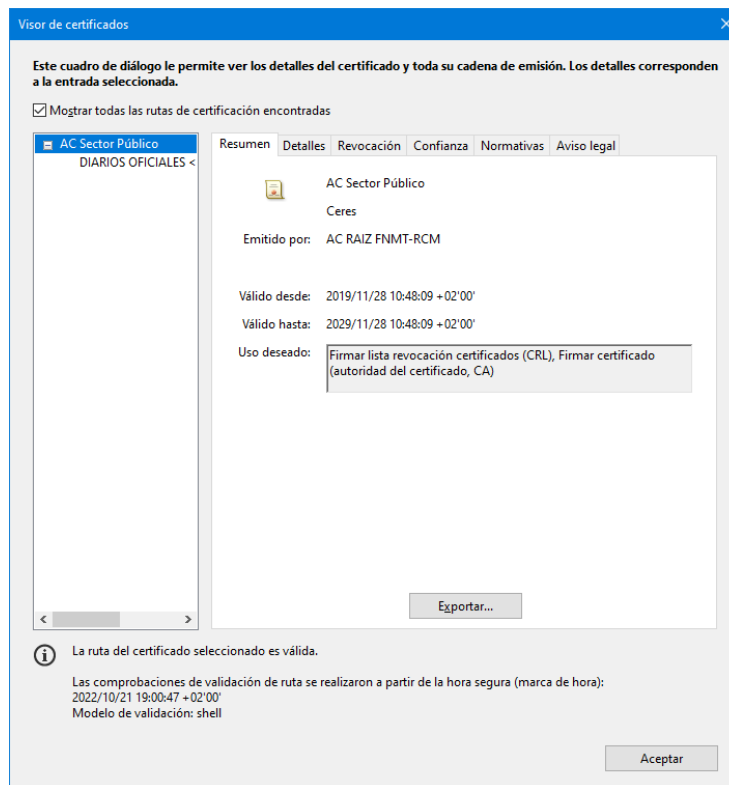 Visor de certificados
Este cuadro de diálogo le permite ver los detalles del certificado y toda su cadena de emisión. Los detalles corresponden
a la entrada seleccionada.
Mostrar todas las rutas de certificación encontradas
AC Sector Público
DIARIOS OFICIALES <
Resumen Detalles Revocación Confianza Normativas Aviso legal
AC Sector Público
Ceres
Emitido por: AC RAIZ FNMT-RCM
Válido desde: 2019/11/28 10:48:09 +02'00'
Válido hasta: 2029/11/28 10:48:09 +02'00'
Uso deseado: Firmar lista revocación certificados (CRL), Firmar certificado
(autoridad del certificado, CA)
Exportar...
La ruta del certificado seleccionado es válida.
Las comprobaciones de validación de ruta se realizaron a partir de la hora segura (marca de hora):
2022/10/21 19:00:47 +02'00'
Modelo de validación: shell
Aceptar